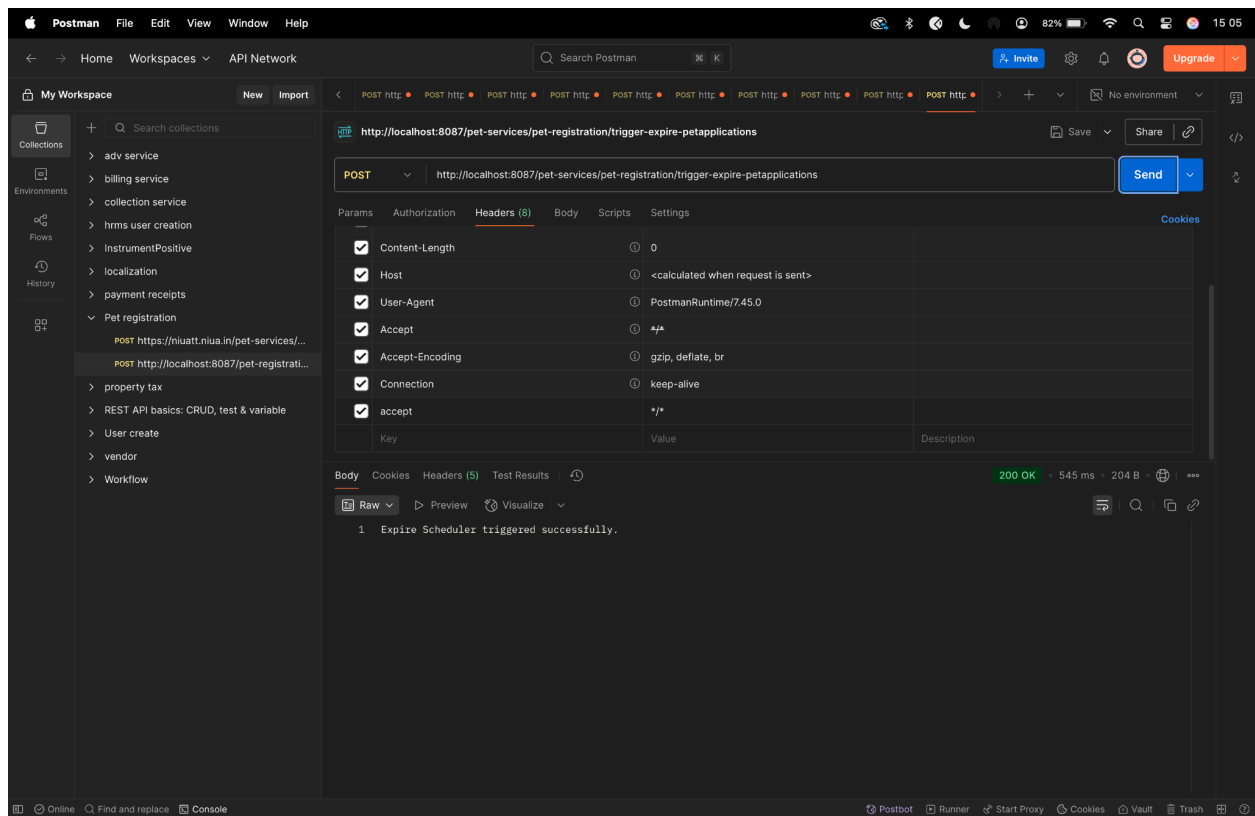 Postman File Edit View Window Help 82% 15 05
Home Workspaces API Network Search Postman ⌘ K Invite Upgrade
My Workspace New Import POST http POST http POST http POST http POST http POST http POST http POST http POST http POST http No environment
Collections
Environments
Flows
History
Search collections
adv service
billing service
collection service
hrms user creation
InstrumentPositive
localization
payment receipts
Pet registration
POST https://niuatt.niua.in/pet-services/...
POST http://localhost:8087/pet-registrati...
property tax
REST API basics: CRUD, test & variable
User create
vendor
Workflow
HTTP http://localhost:8087/pet-services/pet-registration/trigger-expire-petapplications Save Share
POST http://localhost:8087/pet-services/pet-registration/trigger-expire-petapplications Send
Params Authorization Headers (8) Body Scripts Settings Cookies
Content-Length 0
Host <calculated when request is sent>
User-Agent PostmanRuntime/7.45.0
Accept */*
Accept-Encoding gzip, deflate, br
Connection keep-alive
accept */*
Key Value Description
Body Cookies Headers (5) Test Results 200 OK 545 ms 204 B
Raw Preview Visualize
1 Expire Scheduler triggered successfully.
Online Find and replace Console Postbot Runner Start Proxy Cookies Vault Trash